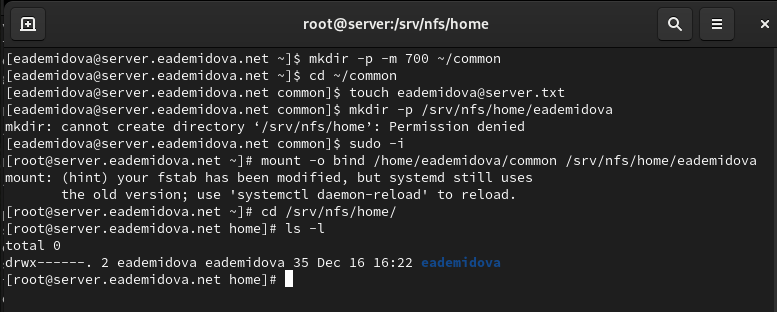 root@server:/srv/nfs/home
[eademidova@server.eademidova.net ~]$ mkdir -p -m 700 ~/common
[eademidova@server.eademidova.net ~]$ cd ~/common
[eademidova@server.eademidova.net common]$ touch eademidova@server.txt
[eademidova@server.eademidova.net common]$ mkdir -p /srv/nfs/home/eademidova
mkdir: cannot create directory ‘/srv/nfs/home’: Permission denied
[eademidova@server.eademidova.net common]$ sudo -i
[root@server.eademidova.net ~]# mount -o bind /home/eademidova/common /srv/nfs/home/eademidova
mount: (hint) your fstab has been modified, but systemd still uses
       the old version; use 'systemctl daemon-reload' to reload.
[root@server.eademidova.net ~]# cd /srv/nfs/home/
[root@server.eademidova.net home]# ls -l
total 0
drwx------. 2 eademidova eademidova 35 Dec 16 16:22 eademidova
[root@server.eademidova.net home]#